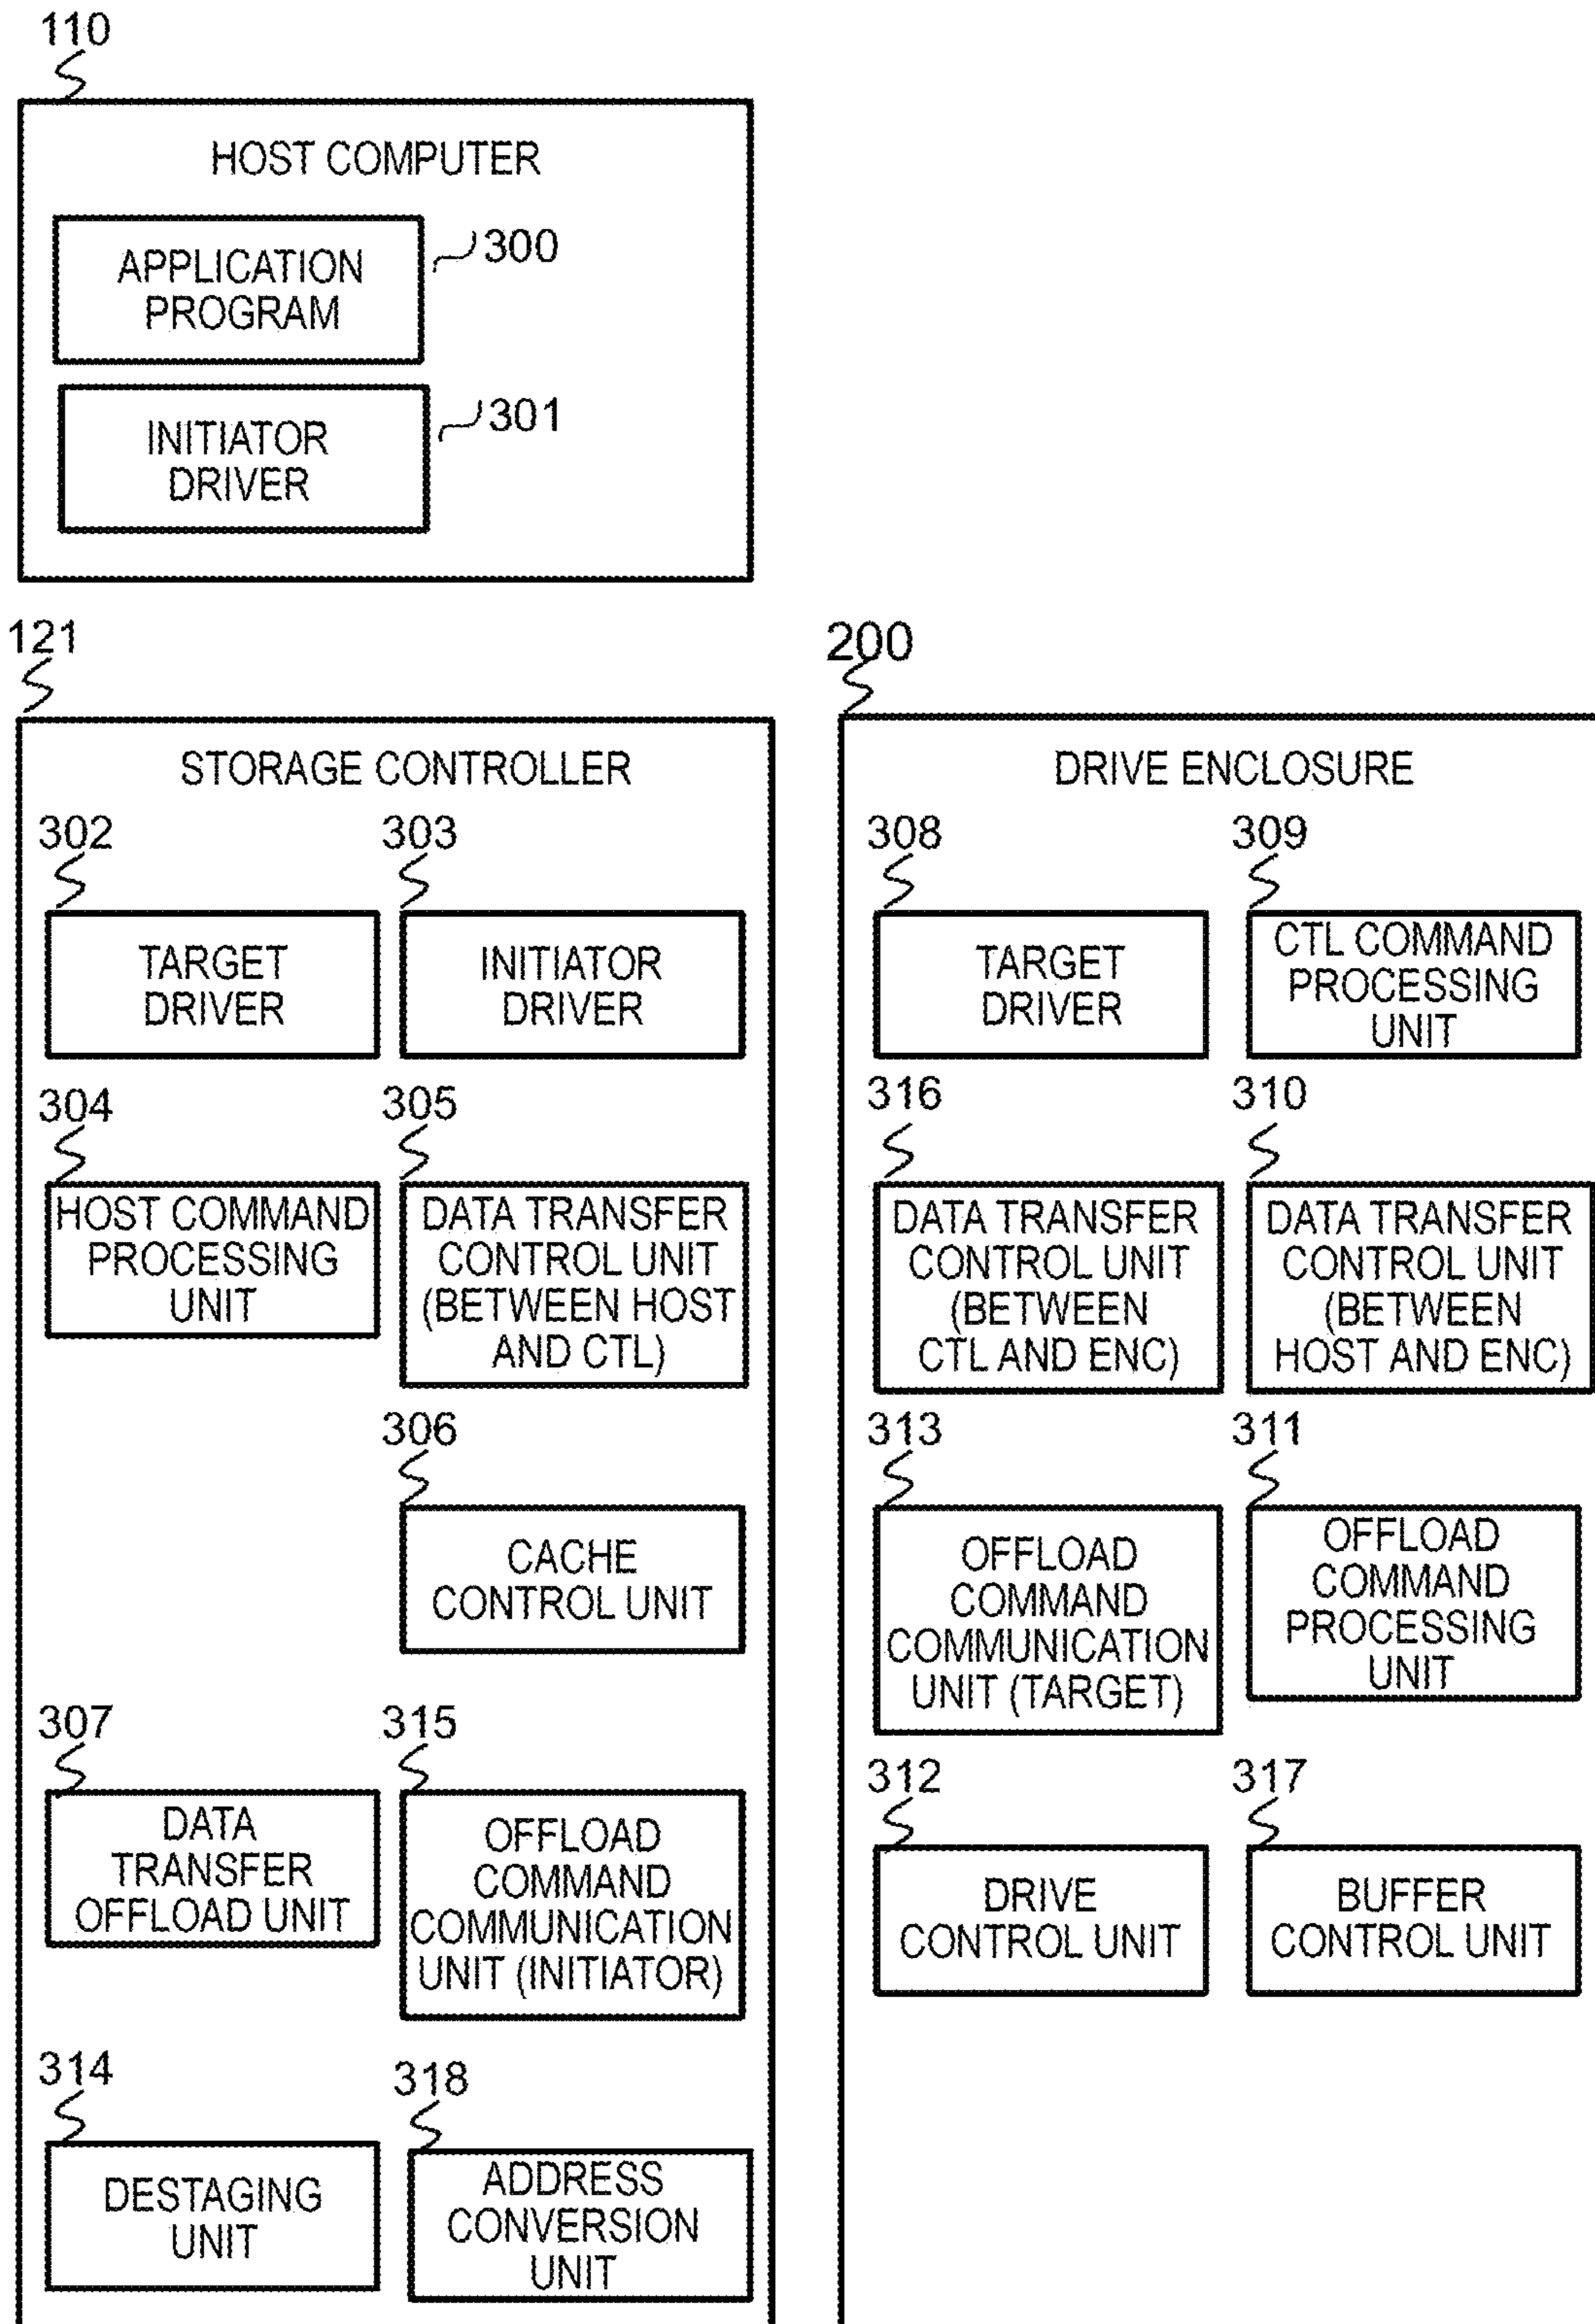 110
HOST COMPUTER
APPLICATION
PROGRAM
300
INITIATOR
DRIVER
301
121
STORAGE CONTROLLER
302
TARGET
DRIVER
303
INITIATOR
DRIVER
304
HOST COMMAND
PROCESSING
UNIT
305
DATA TRANSFER
CONTROL UNIT
(BETWEEN HOST
AND CTL)
306
CACHE
CONTROL UNIT
307
DATA
TRANSFER
OFFLOAD UNIT
315
OFFLOAD
COMMAND
COMMUNICATION
UNIT (INITIATOR)
314
DESTAGING
UNIT
318
ADDRESS
CONVERSION
UNIT
200
DRIVE ENCLOSURE
308
TARGET
DRIVER
309
CTL COMMAND
PROCESSING
UNIT
316
DATA TRANSFER
CONTROL UNIT
(BETWEEN
CTL AND ENC)
310
DATA TRANSFER
CONTROL UNIT
(BETWEEN
HOST AND ENC)
313
OFFLOAD
COMMAND
COMMUNICATION
UNIT (TARGET)
311
OFFLOAD
COMMAND
PROCESSING
UNIT
312
DRIVE
CONTROL UNIT
317
BUFFER
CONTROL UNIT